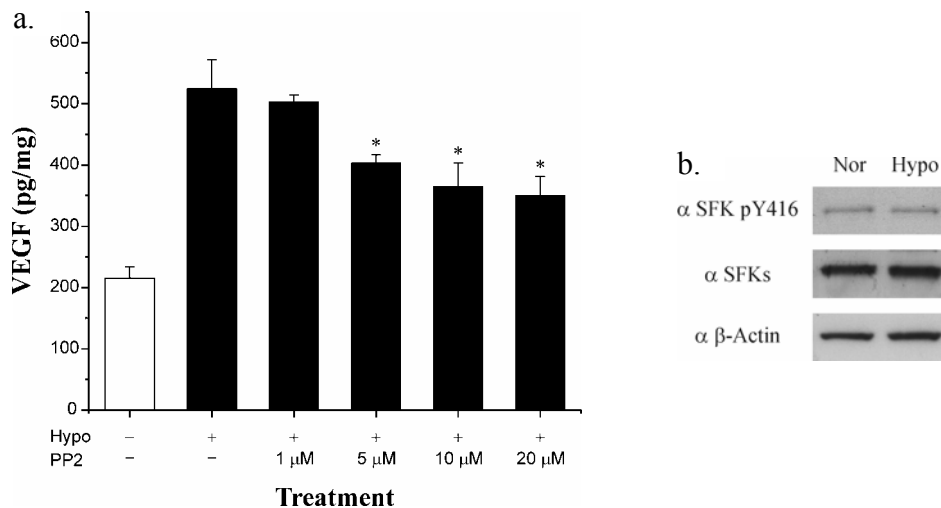 a.
600
500
400
300
200
100
0
VEGF (pg/mg)
* * *
Hypo – + + + + +
PP2 – – 1 µM 5 µM 10 µM 20 µM
Treatment
b.
Nor Hypo
α SFK pY416
α SFKs
α β-Actin